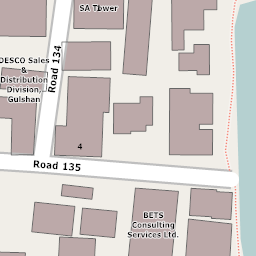 SA Tower
Road 134
DESCO Sales
&
Distribution
Division,
Gulshan
4
Road 135
BETS
Consulting
Services Ltd.